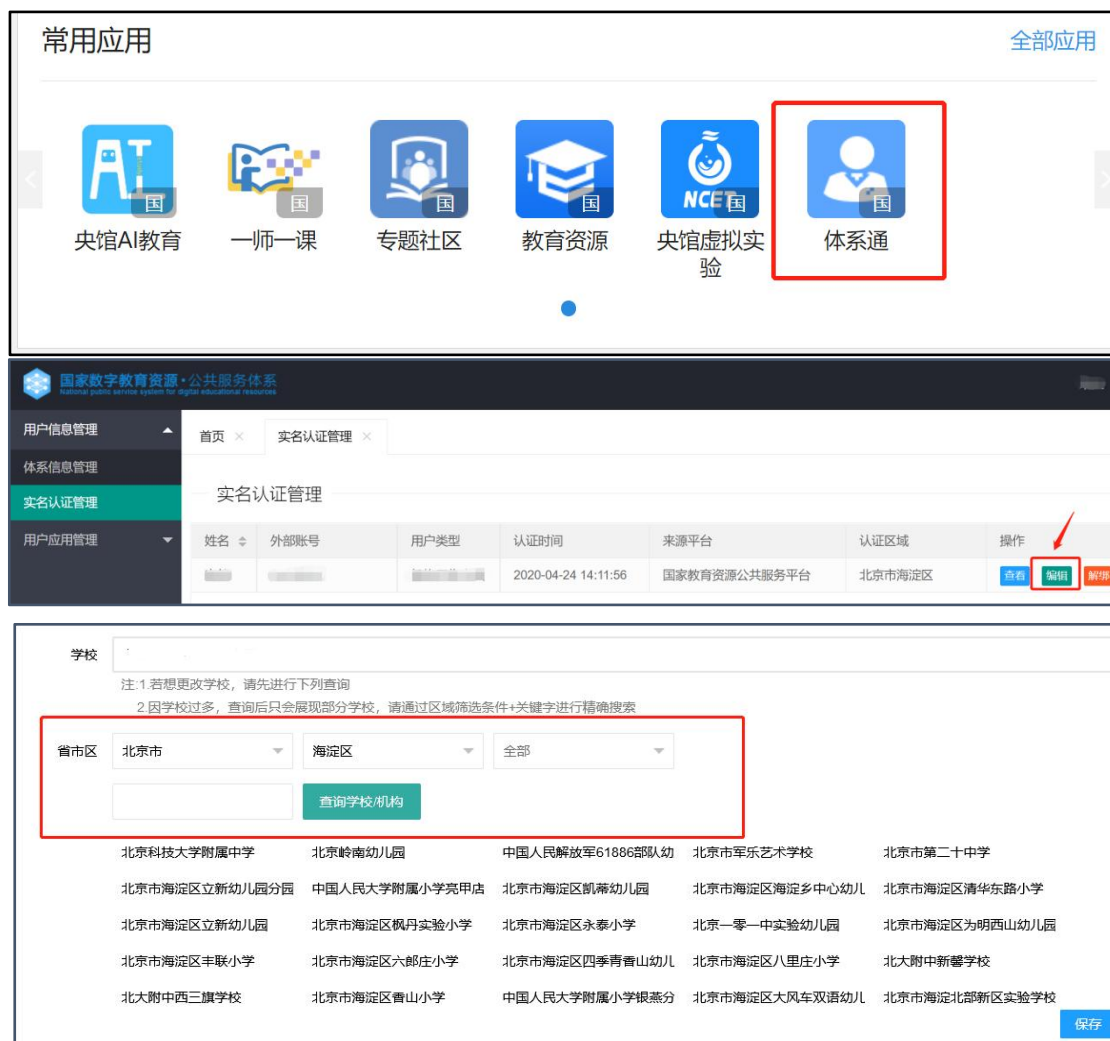 常用应用 全部应用
国 国 国 国 NCET国 国
央馆AI教育 一师一课 专题社区 教育资源 央馆虚拟实 体系通
验
国家数字教育资源·公共服务体系
National public service system for digital educational resources
用户信息管理 首页 实名认证管理
体系信息管理
实名认证管理 实名认证管理
用户应用管理 姓名 外部账号 用户类型 认证时间 来源平台 认证区域 操作
2020-04-24 14:11:56 国家教育资源公共服务平台 北京市海淀区 查看 编辑 解绑
学校
注:1.若想更改学校，请先进行下列查询
2.因学校过多，查询后只会展现部分学校，请通过区域筛选条件+关键字进行精确搜索
省市区 北京市 海淀区 全部
查询学校/机构
北京科技大学附属中学 北京岭南幼儿园 中国人民解放军61886部队幼 北京市军乐艺术学校 北京市第二十中学
北京市海淀区立新幼儿园分园 中国人民大学附属小学亮甲店 北京市海淀区凯蒂幼儿园 北京市海淀区海淀乡中心幼儿 北京市海淀区清华东路小学
北京市海淀区立新幼儿园 北京市海淀区枫丹实验小学 北京市海淀区永泰小学 北京一零一中实验幼儿园 北京市海淀区为明西山幼儿园
北京市海淀区丰联小学 北京市海淀区六郎庄小学 北京市海淀区四季青香山幼儿 北京市海淀区八里庄小学 北大附中新馨学校
北大附中西三旗学校 北京市海淀区香山小学 中国人民大学附属小学银燕分 北京市海淀区大风车双语幼儿 北京市海淀北部新区实验学校
保存